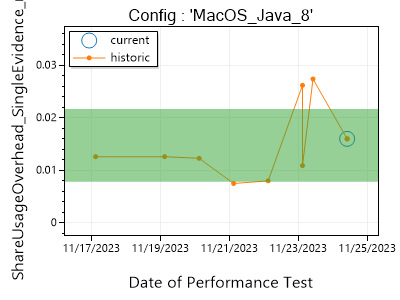 Config : 'MacOS_Java_8'
current
historic
0.03
0.02
0.01
0
ShareUsageOverhead_SingleEvidence_
11/17/2023
11/19/2023
11/21/2023
11/23/2023
11/25/2023
Date of Performance Test